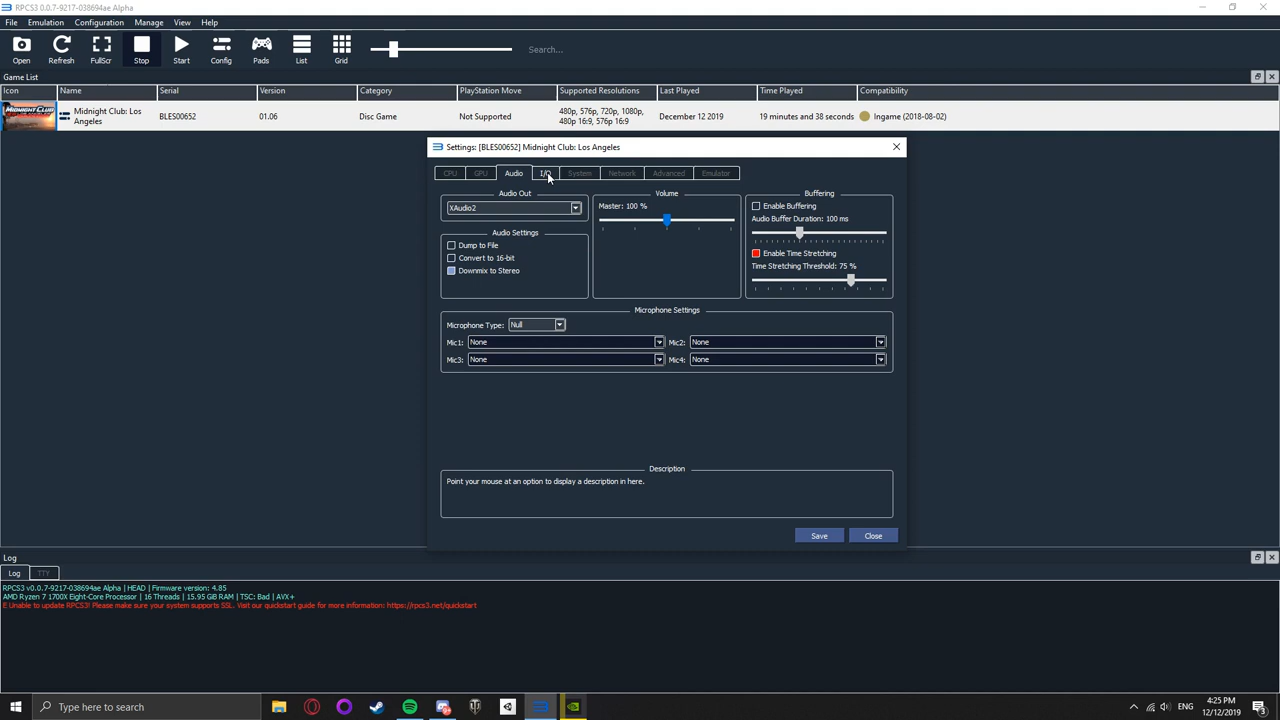 RPCS3 0.0.7-9217-038694ae Alpha
File Emulation Configuration Manage View Help
Open Refresh FullScr Stop Start Config Pads List Grid Search...
Game List
Icon Name Serial Version Category PlayStation Move Supported Resolutions Last Played Time Played Compatibility
MIDNIGHT CLUB
Midnight Club: Los
Angeles
BLES00652 01.06 Disc Game Not Supported
480p, 576p, 720p, 1080p,
480p 16:9, 576p 16:9
December 12 2019 19 minutes and 38 seconds Ingame (2018-08-02)
Settings: [BLES00652] Midnight Club: Los Angeles
CPU GPU Audio I/O System Network Advanced Emulator
Audio Out
XAudio2
Audio Settings
Dump to File
Convert to 16-bit
Downmix to Stereo
Volume
Master: 100 %
Buffering
Enable Buffering
Audio Buffer Duration: 100 ms
Enable Time Stretching
Time Stretching Threshold: 75 %
Microphone Settings
Microphone Type: Null
Mic1: None Mic2: None
Mic3: None Mic4: None
Description
Point your mouse at an option to display a description in here.
Save Close
Log
Log TTY
RPCS3 v0.0.7-9217-038694ae Alpha | HEAD | Firmware version: 4.85
AMD Ryzen 7 1700X Eight-Core Processor | 16 Threads | 15.95 GiB RAM | TSC: Bad | AVX+
E Unable to update RPCS3! Please make sure your system supports SSL. Visit our quickstart guide for more information: https://rpcs3.net/quickstart
Type here to search
4:25 PM
12/12/2019